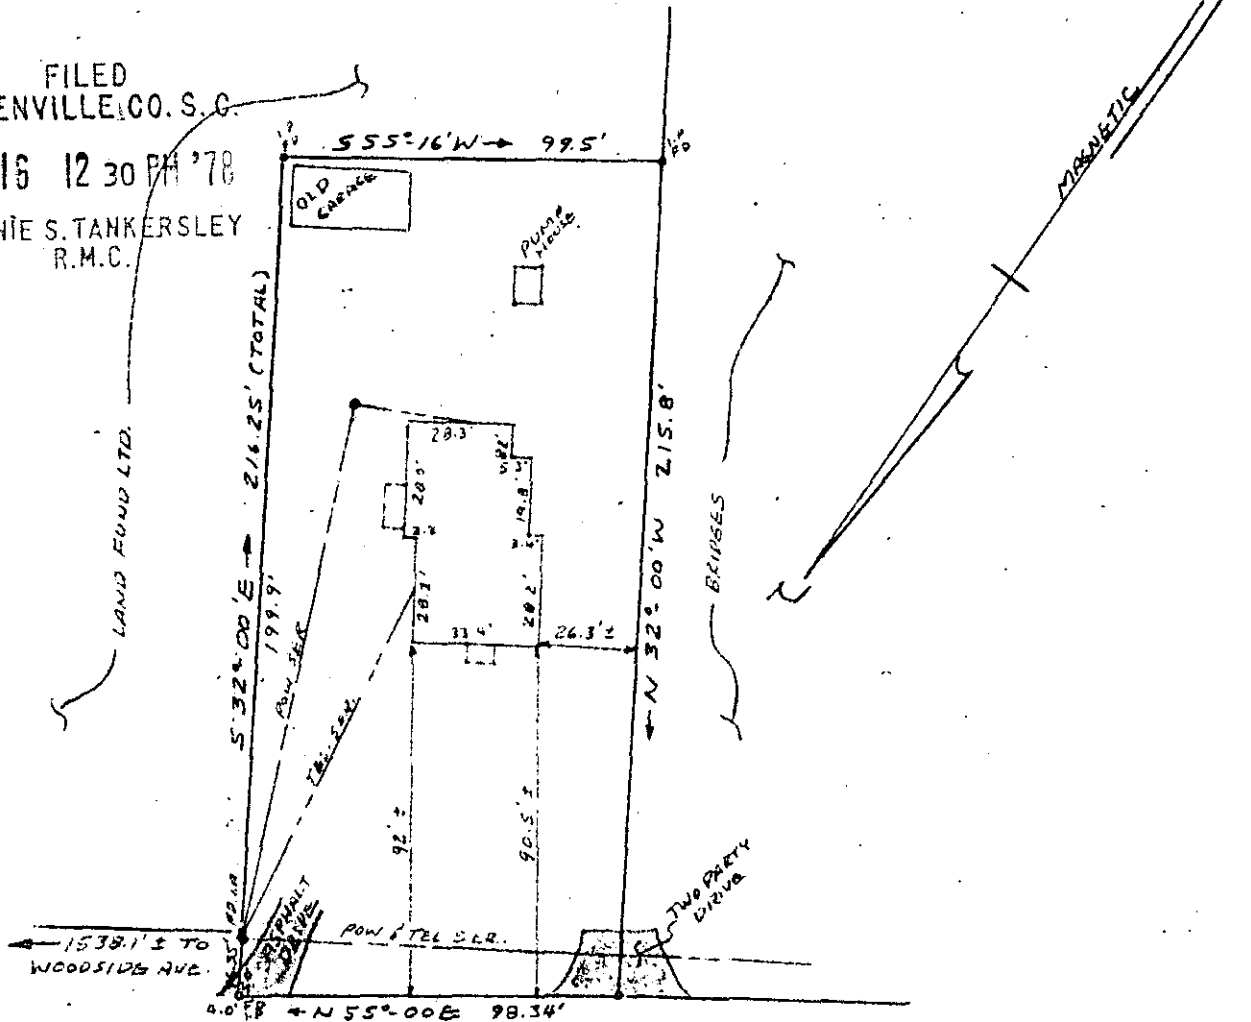 FILED
ENVILLE CO. S. C.
16 12 30 PM '78
NIE S. TANKERSLEY
R.M.C.
S 55°-16' W → 99.5'
OLD
GARAGE
PUMP
HOUSE
MAGNETIC
LAND FUND LTD.
S 32°-00' E → 216.25' (TOTAL)
199.9'
N 32°-00' W 215.8'
BRIDGES
28.3'
19.8'
28.1'
28.2'
33.4'
26.3' ±
POW SER
TEL. SER.
92' ±
90.5' ±
TWO PARTY
DRIVE
ASPHALT
DRIVE
POW & TEL SER.
← 1538.1' ± TO
WOODSIDE AVE.
4.0'
← N 55°-00 E 98.34'